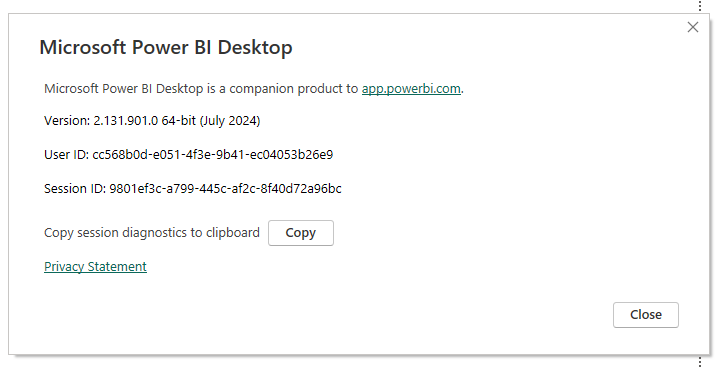 Microsoft Power BI Desktop
Microsoft Power BI Desktop is a companion product to app.powerbi.com.
Version: 2.131.901.0 64-bit (July 2024)
User ID: cc568b0d-e051-4f3e-9b41-ec04053b26e9
Session ID: 9801ef3c-a799-445c-af2c-8f40d72a96bc
Copy session diagnostics to clipboard Copy
Privacy Statement
Close